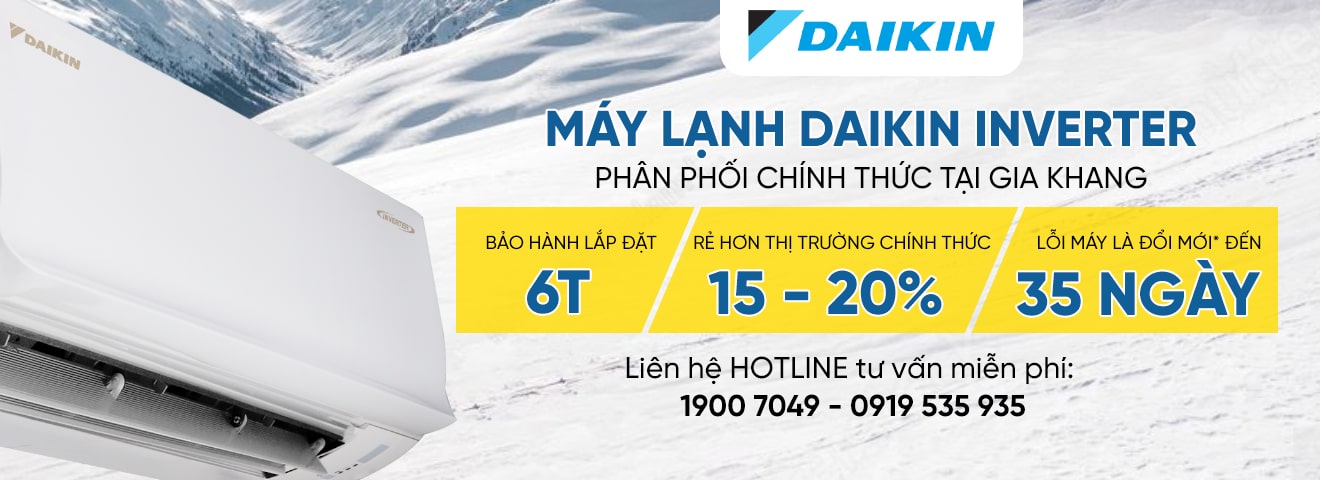 DAIKIN
DAIKIN
MÁY LẠNH DAIKIN INVERTER
PHÂN PHỐI CHÍNH THỨC TẠI GIA KHANG
INVERTER
BẢO HÀNH LẮP ĐẶT
6T
RẺ HƠN THỊ TRƯỜNG CHÍNH THỨC
15 - 20%
LỖI MÁY LÀ ĐỔI MỚI* ĐẾN
35 NGÀY
Liên hệ HOTLINE tư vấn miễn phí:
1900 7049 - 0919 535 935